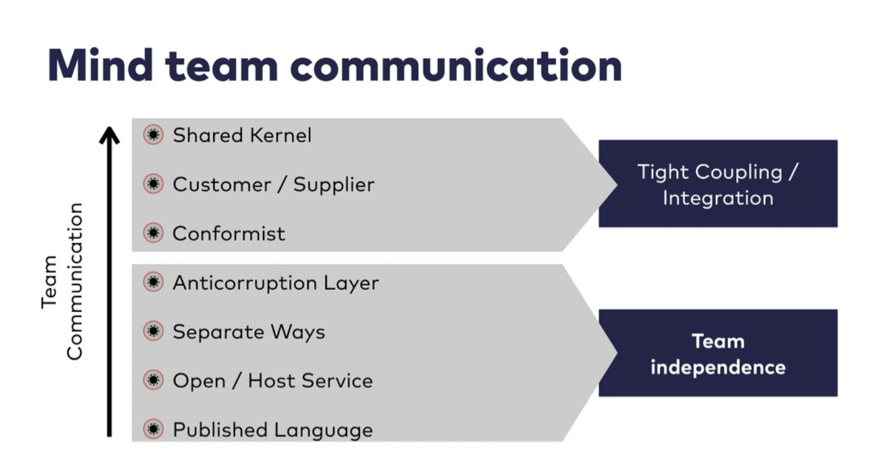 Mind team communication
Team
Communication
Shared Kernel
Customer / Supplier
Conformist
Tight Coupling /
Integration
Anticorruption Layer
Separate Ways
Open / Host Service
Published Language
Team
independence